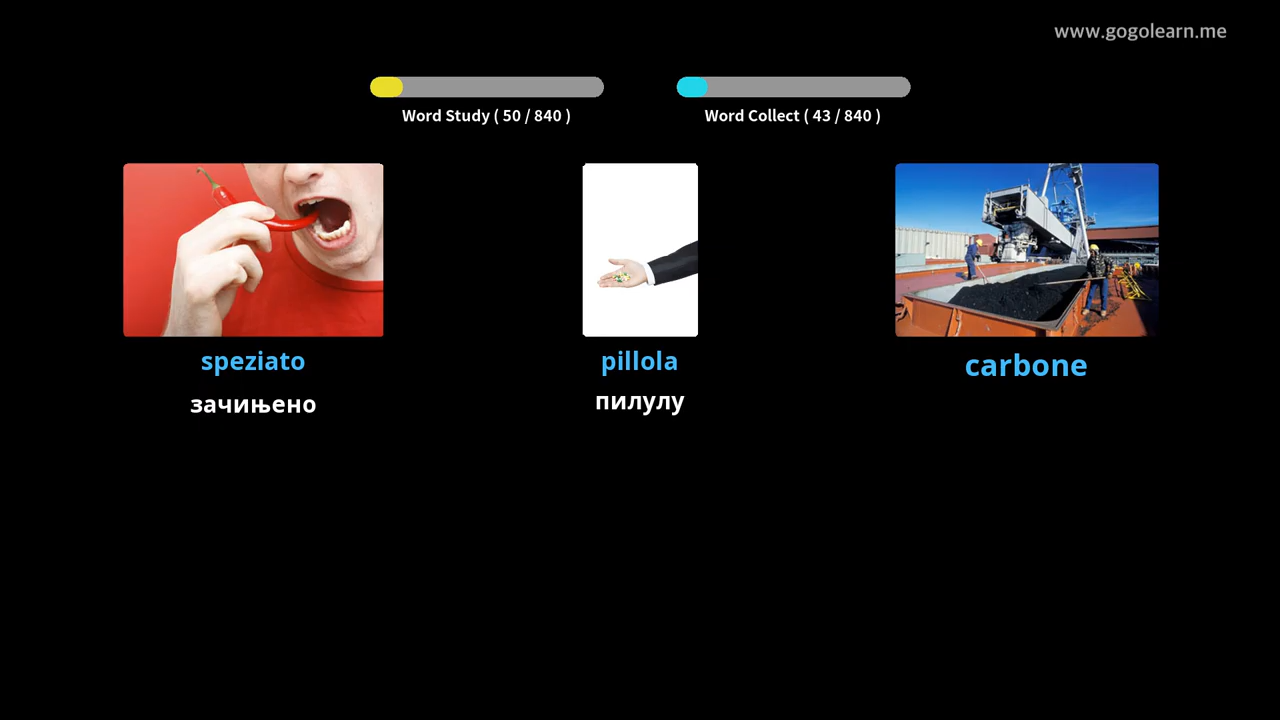 www.gogolearn.me
Word Study ( 50 / 840 )
Word Collect ( 43 / 840 )
speziato
pillola
carbone
зачињено
пилулу